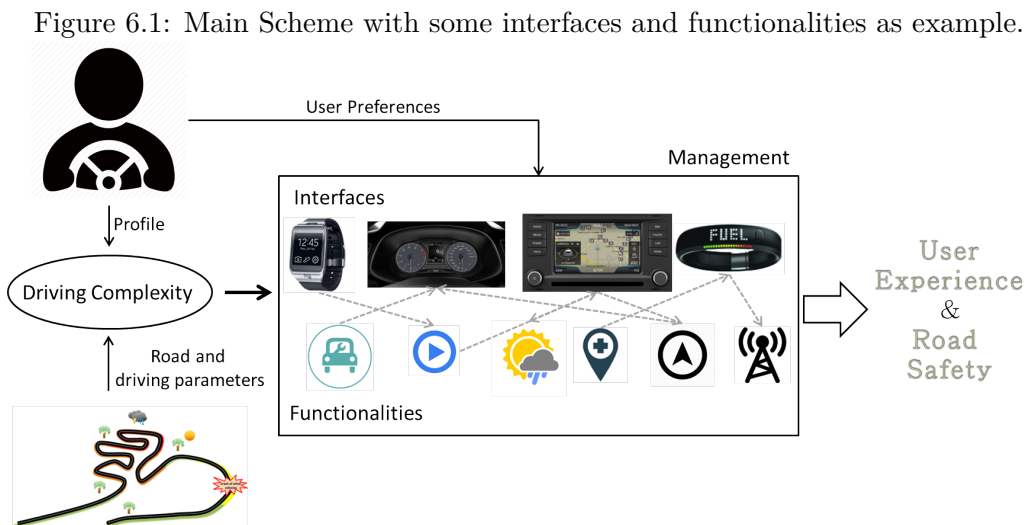 Figure 6.1: Main Scheme with some interfaces and functionalities as example.
User Preferences
Management
Interfaces
Profile
12:45
FUEL
Driving Complexity
User
Experience
&
Road
Safety
Road and
driving parameters
Functionalities